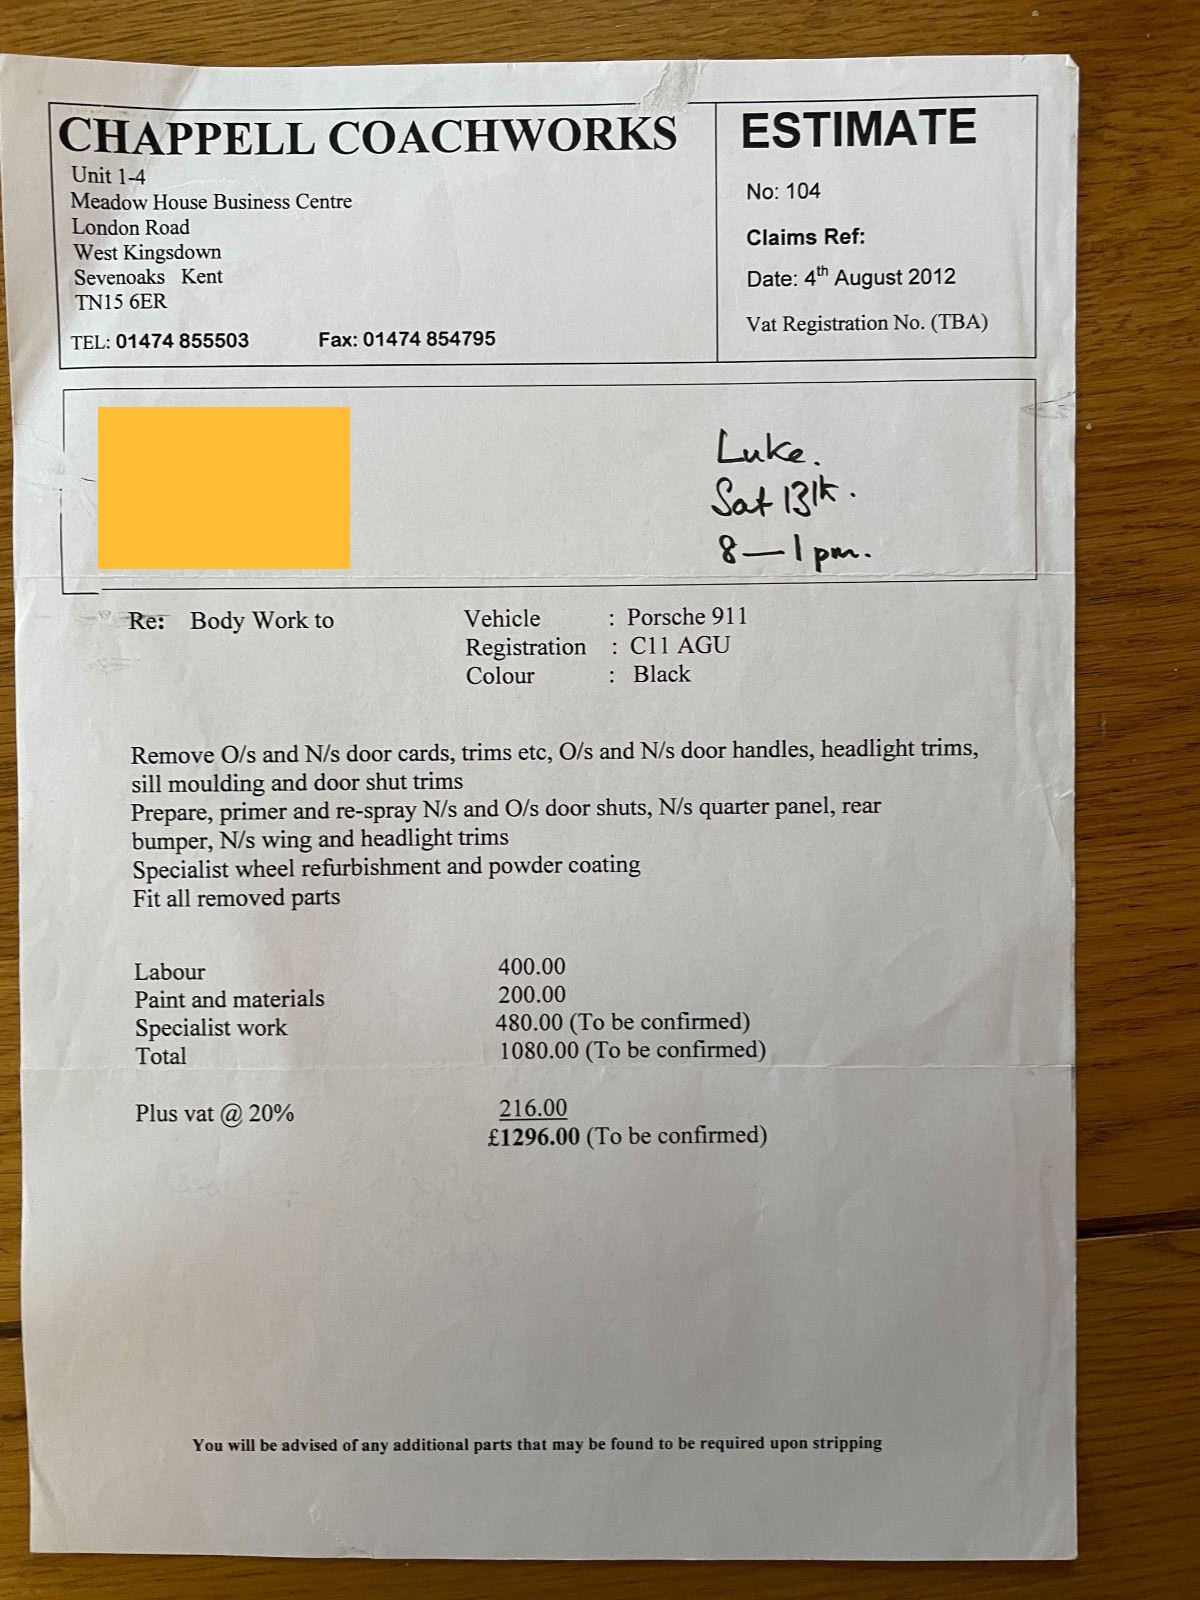 CHAPPELL COACHWORKS
Unit 1-4
Meadow House Business Centre
London Road
West Kingsdown
Sevenoaks Kent
TN15 6ER
TEL: 01474 855503 Fax: 01474 854795
ESTIMATE
No: 104
Claims Ref:
Date: 4th August 2012
Vat Registration No. (TBA)
Luke.
Sat 13th.
8—1pm.
Re: Body Work to
Vehicle : Porsche 911
Registration : C11 AGU
Colour : Black
Remove O/s and N/s door cards, trims etc, O/s and N/s door handles, headlight trims,
sill moulding and door shut trims
Prepare, primer and re-spray N/s and O/s door shuts, N/s quarter panel, rear
bumper, N/s wing and headlight trims
Specialist wheel refurbishment and powder coating
Fit all removed parts
Labour 400.00
Paint and materials 200.00
Specialist work 480.00 (To be confirmed)
Total 1080.00 (To be confirmed)
Plus vat @ 20% 216.00
£1296.00 (To be confirmed)
You will be advised of any additional parts that may be found to be required upon stripping